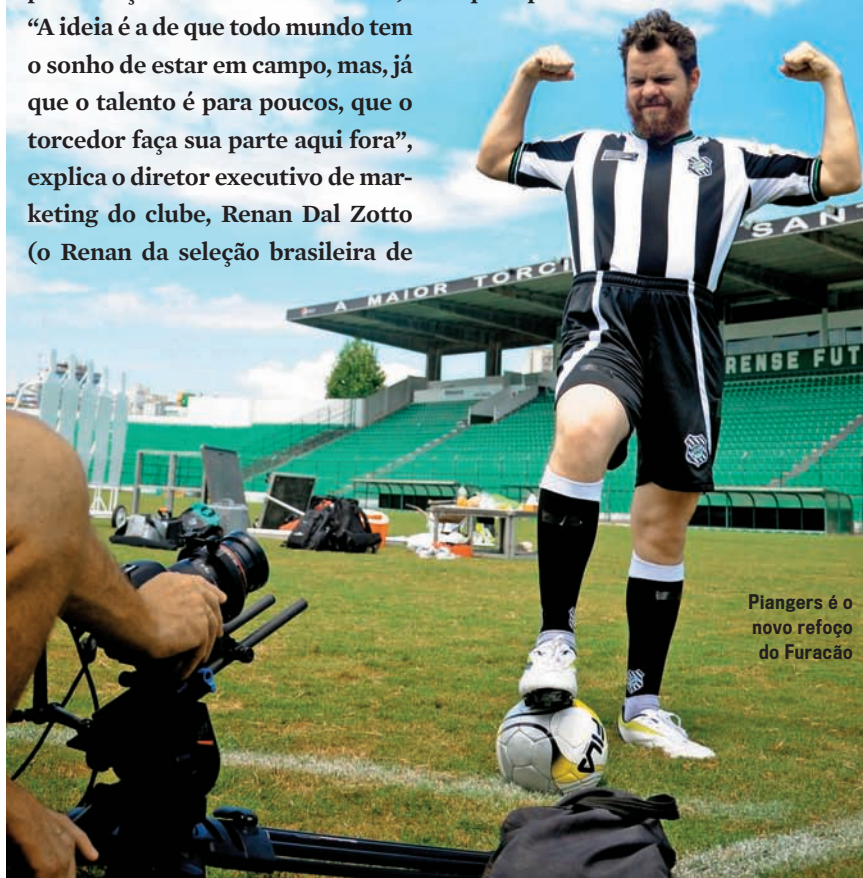 “A ideia é a de que todo mundo tem
o sonho de estar em campo, mas, já
que o talento é para poucos, que o
torcedor faça sua parte aqui fora”,
explica o diretor executivo de mar-
keting do clube, Renan Dal Zotto
(o Renan da seleção brasileira de
A MAIOR TORCI
SANT
RENSE FUT
FILA
Piangers é o
novo refoço
do Furacão